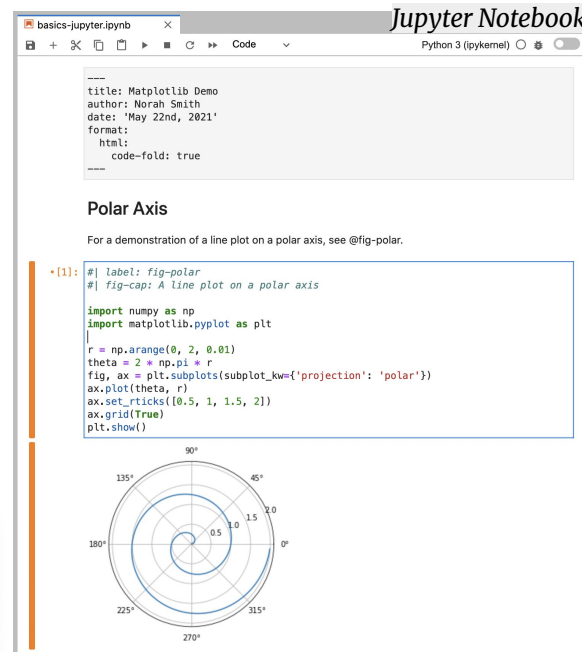 Jupyter Notebook
basics-jupyter.ipynb
Code
Python 3 (ipykernel)
---
title: Matplotlib Demo
author: Norah Smith
date: 'May 22nd, 2021'
format:
  html:
    code-fold: true
---
Polar Axis
For a demonstration of a line plot on a polar axis, see @fig-polar.
[1]:
#| label: fig-polar
#| fig-cap: A line plot on a polar axis
import numpy as np
import matplotlib.pyplot as plt
r = np.arange(0, 2, 0.01)
theta = 2 * np.pi * r
fig, ax = plt.subplots(subplot_kw={'projection': 'polar'})
ax.plot(theta, r)
ax.set_rticks([0.5, 1, 1.5, 2])
ax.grid(True)
plt.show()
90°
135°
45°
2.0
1.5
1.0
0.5
180°
0°
225°
315°
270°